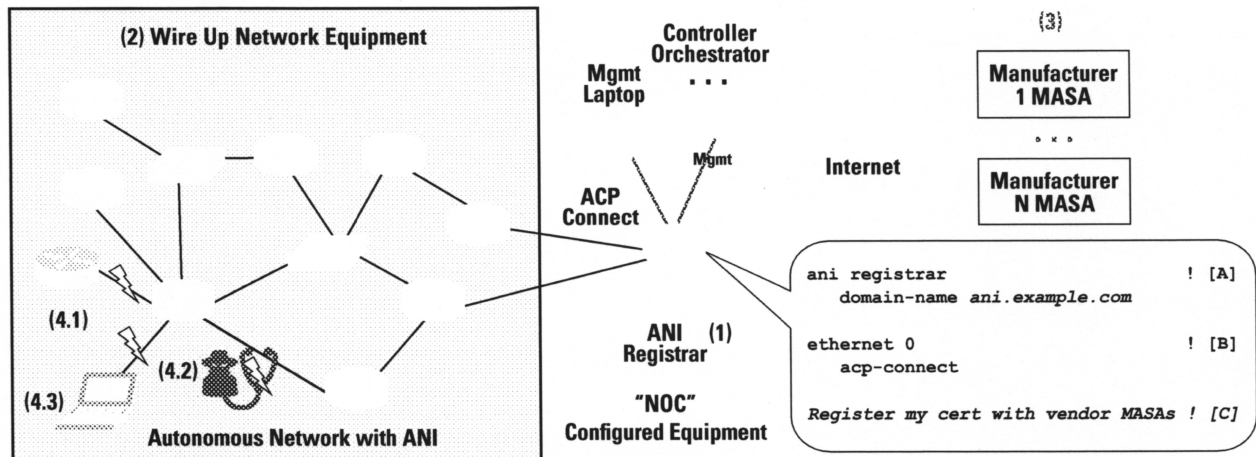 (2) Wire Up Network Equipment
(4.1)
(4.2)
(4.3)
Autonomous Network with ANI
Controller
Orchestrator
. . .
Mgmt
Laptop
Mgmt
ACP
Connect
Internet
ANI (1)
Registrar
"NOC"
Configured Equipment
(3)
Manufacturer
1 MASA
. . .
Manufacturer
N MASA
ani registrar ! [A]
domain-name ani.example.com
ethernet 0 ! [B]
acp-connect
Register my cert with vendor MASAs ! [C]